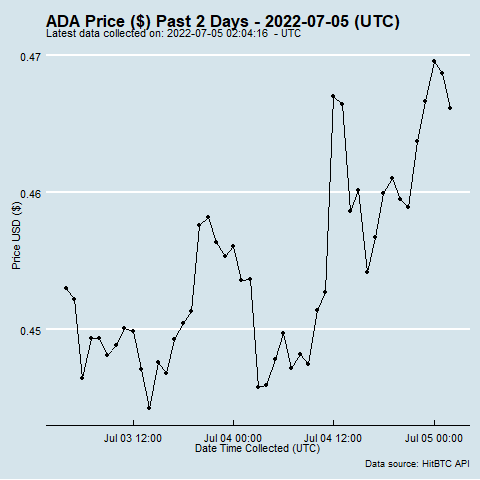 ADA Price ($) Past 2 Days - 2022-07-05 (UTC)
Latest data collected on: 2022-07-05 02:04:16  - UTC
0.47
0.46
0.45
Price USD ($)
Jul 03 12:00
Jul 04 00:00
Jul 04 12:00
Jul 05 00:00
Date Time Collected (UTC)
Data source: HitBTC API